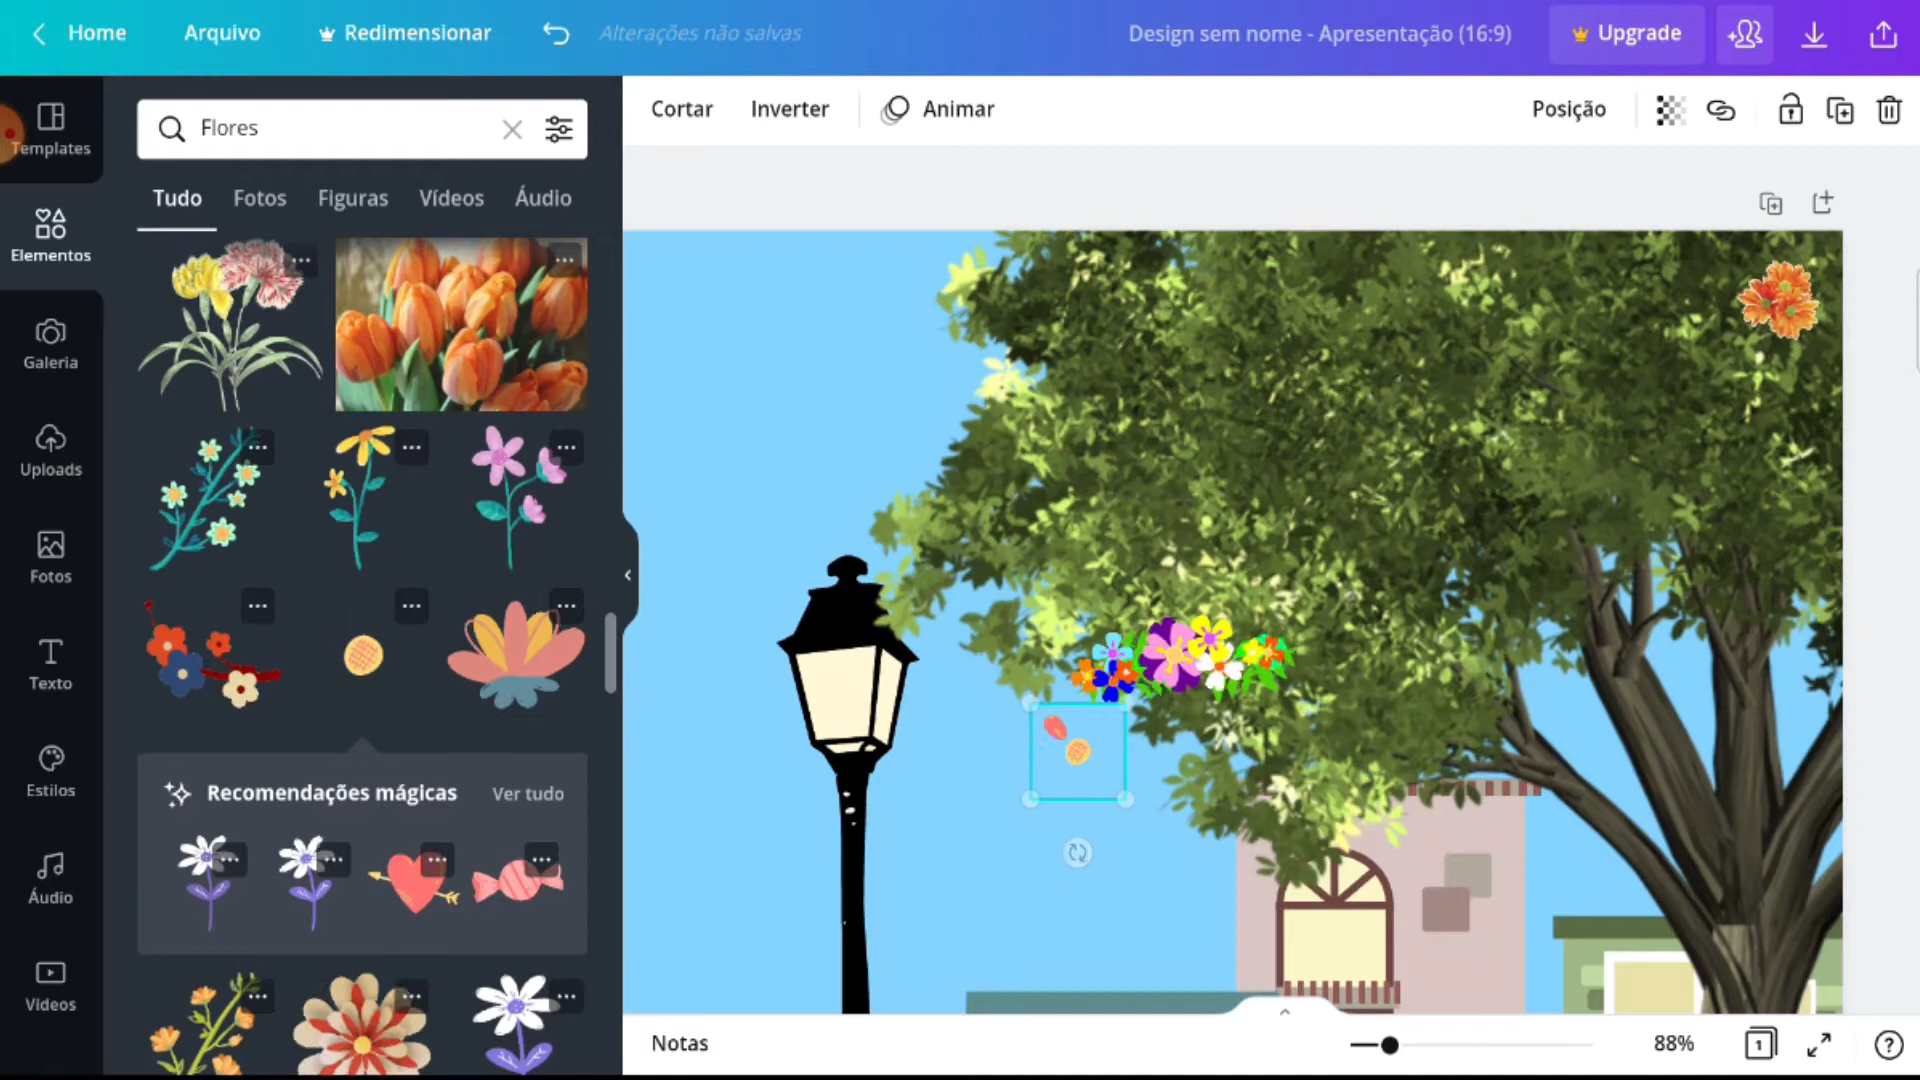 Home Arquivo Redimensionar Alterações não salvas Design sem nome - Apresentação (16:9) Upgrade
Templates
Elementos
Galeria
Uploads
Fotos
Texto
Estilos
Áudio
Vídeos
Flores
Tudo Fotos Figuras Vídeos Áudio
Recomendações mágicas Ver tudo
Cortar Inverter Animar Posição
Notas 88% 1 ?